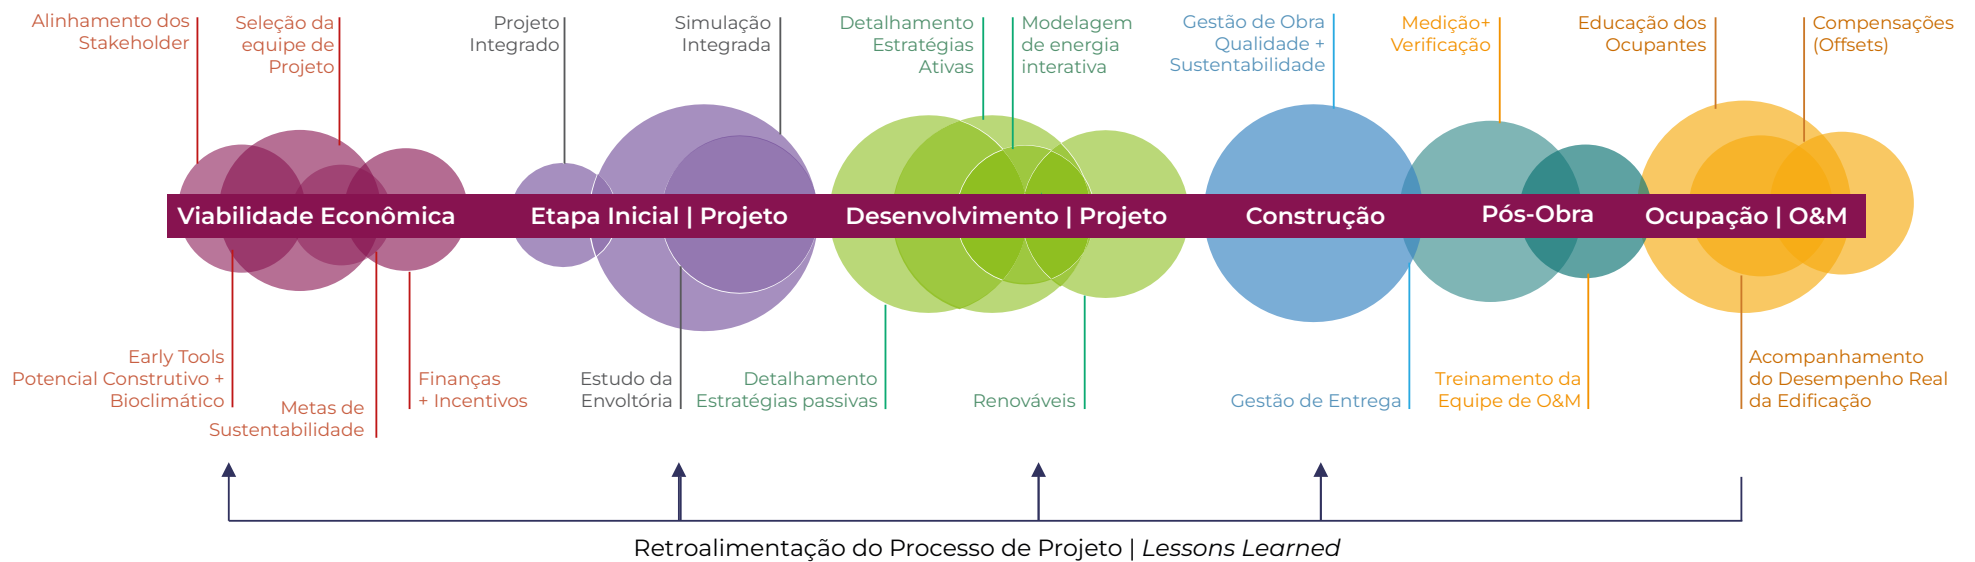 Alinhamento dos
Stakeholder
Seleção da
equipe de
Projeto
Projeto
Integrado
Simulação
Integrada
Detalhamento
Estratégias
Ativas
Modelagem
de energia
interativa
Gestão de Obra
Qualidade +
Sustentabilidade
Medição+
Verificação
Educação dos
Ocupantes
Compensações
(Offsets)
Viabilidade Econômica
Etapa Inicial | Projeto
Desenvolvimento | Projeto
Construção
Pós-Obra
Ocupação | O&M
Early Tools
Potencial Construtivo +
Bioclimático
Metas de
Sustentabilidade
Finanças
+ Incentivos
Estudo da
Envoltória
Detalhamento
Estratégias passivas
Renováveis
Gestão de Entrega
Treinamento da
Equipe de O&M
Acompanhamento
do Desempenho Real
da Edificação
Retroalimentação do Processo de Projeto | Lessons Learned